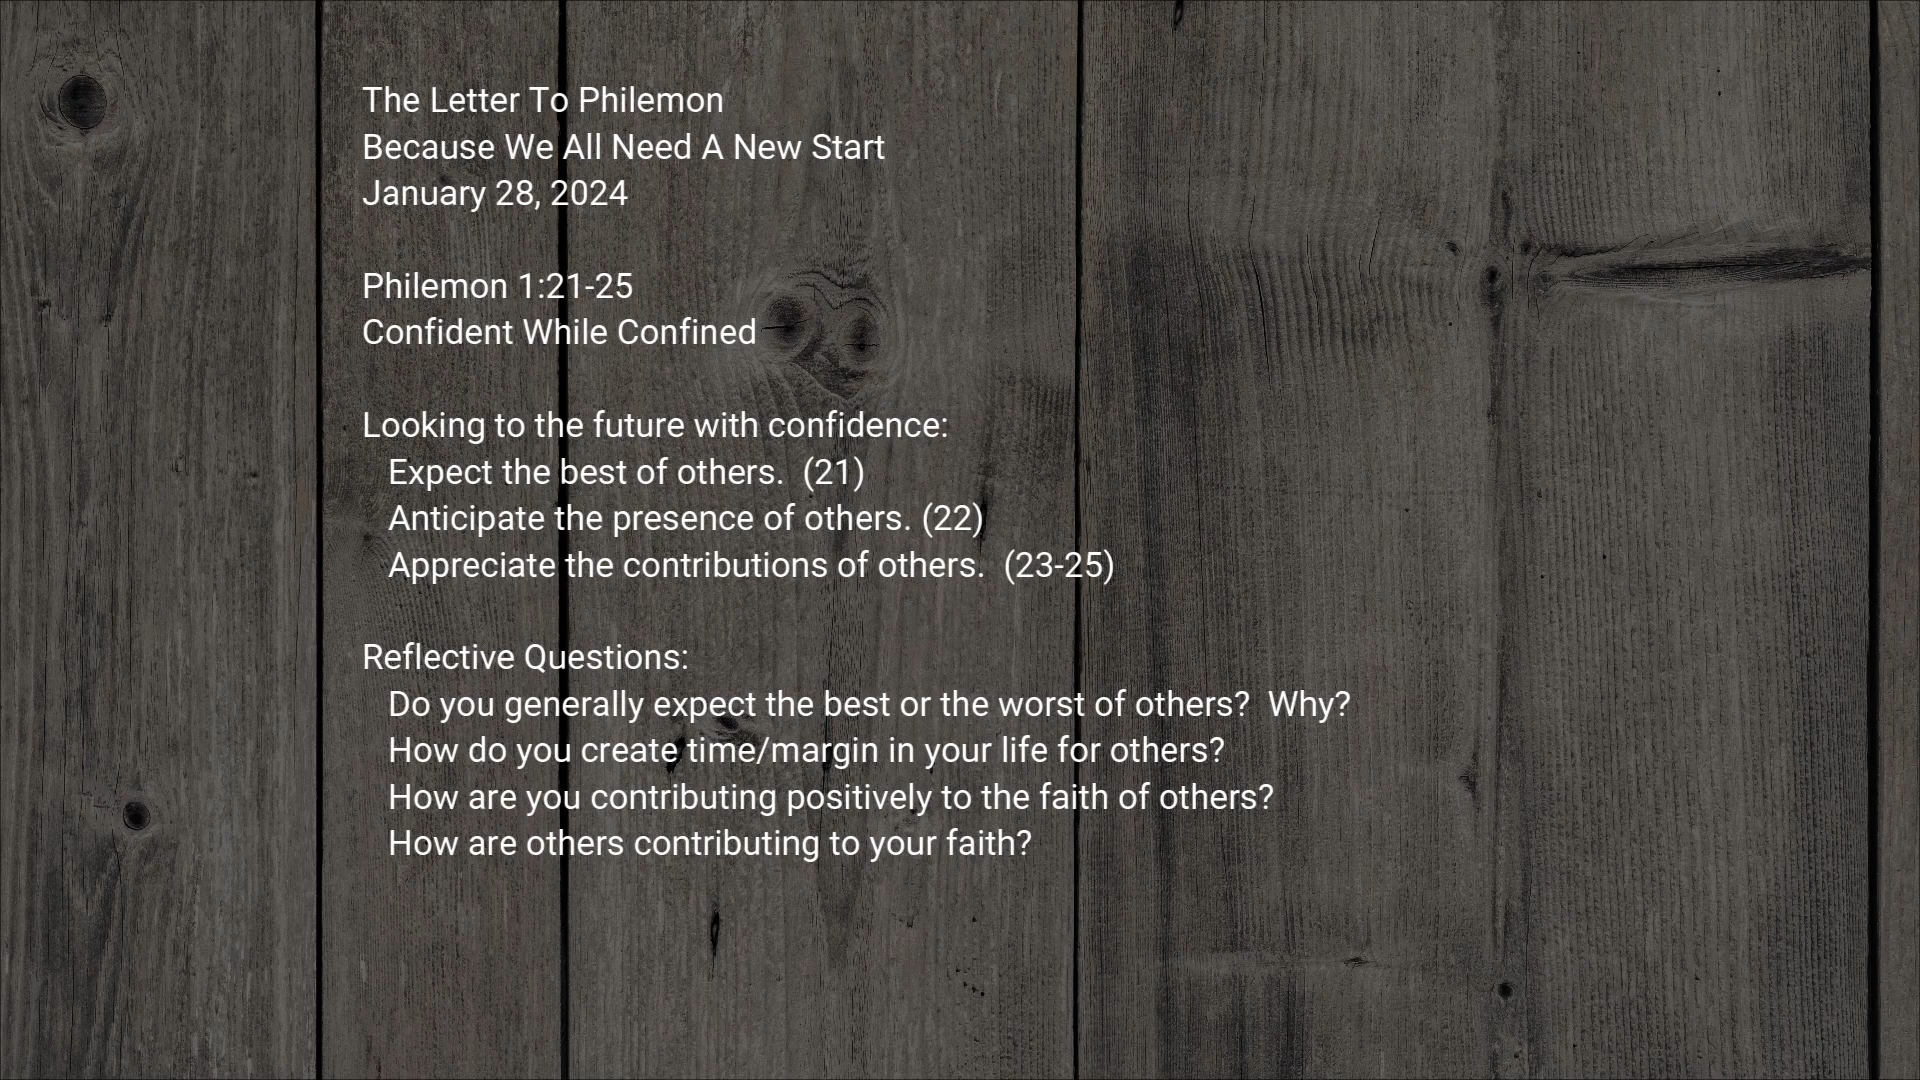 The Letter To Philemon
Because We All Need A New Start
January 28, 2024
Philemon 1:21-25
Confident While Confined
Looking to the future with confidence:
Expect the best of others.  (21)
Anticipate the presence of others. (22)
Appreciate the contributions of others.  (23-25)
Reflective Questions:
Do you generally expect the best or the worst of others?  Why?
How do you create time/margin in your life for others?
How are you contributing positively to the faith of others?
How are others contributing to your faith?